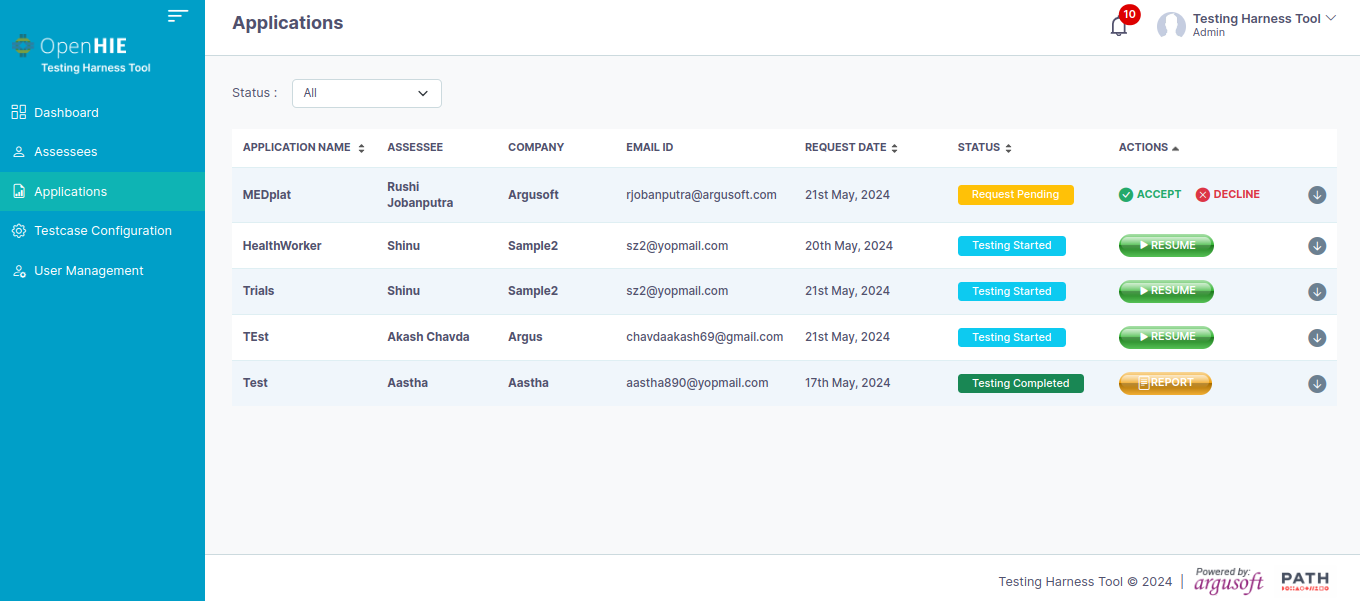 OpenHIE
Testing Harness Tool
Dashboard
Assessees
Applications
Testcase Configuration
User Management
Applications
10
Testing Harness Tool
Admin
Status :
All
APPLICATION NAME ASSESSEE COMPANY EMAIL ID REQUEST DATE STATUS ACTIONS
MEDplat Rushi Jobanputra Argusoft rjobanputra@argusoft.com 21st May, 2024 Request Pending ACCEPT DECLINE
HealthWorker Shinu Sample2 sz2@yopmail.com 20th May, 2024 Testing Started RESUME
Trials Shinu Sample2 sz2@yopmail.com 21st May, 2024 Testing Started RESUME
TEst Akash Chavda Argus chavdaakash69@gmail.com 21st May, 2024 Testing Started RESUME
Test Aastha Aastha aastha890@yopmail.com 17th May, 2024 Testing Completed REPORT
Testing Harness Tool © 2024 |
Powered by:
argusoft
PATH